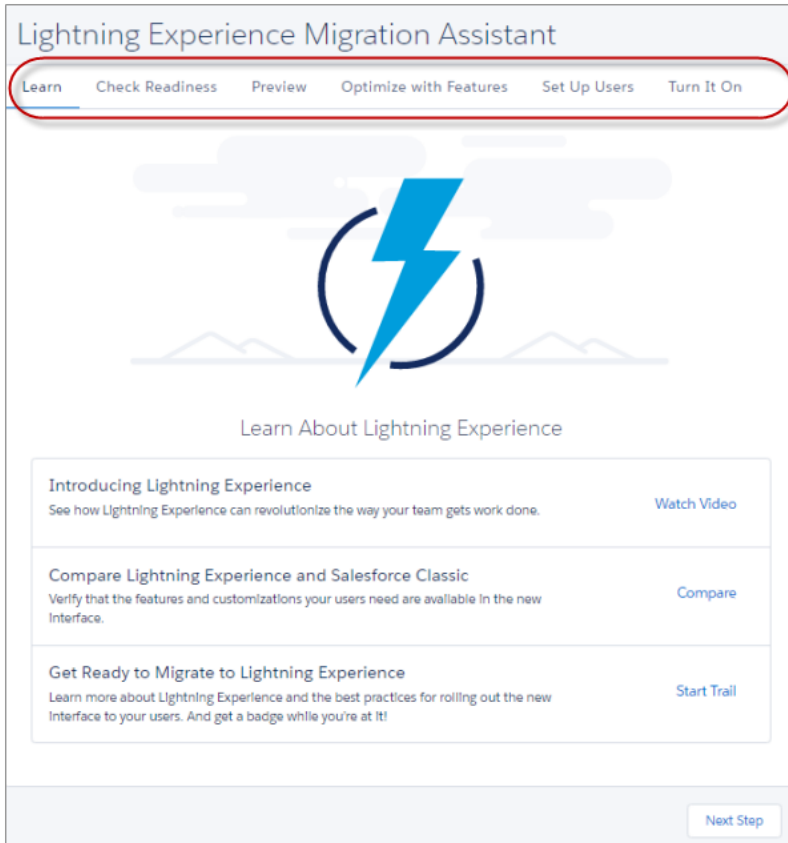 Lightning Experience Migration Assistant
Learn Check Readiness Preview Optimize with Features Set Up Users Turn It On
Learn About Lightning Experience
Introducing Lightning Experience
See how Lightning Experience can revolutionize the way your team gets work done.
Watch Video
Compare Lightning Experience and Salesforce Classic
Verify that the features and customizations your users need are available in the new
interface.
Compare
Get Ready to Migrate to Lightning Experience
Learn more about Lightning Experience and the best practices for rolling out the new
interface to your users. And get a badge while you're at it!
Start Trail
Next Step